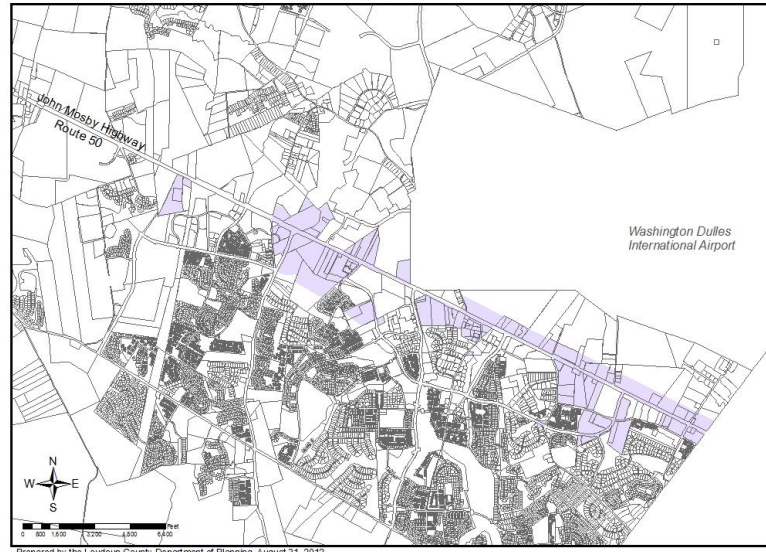 John Mosby Highway
Route 50
Washington Dulles
International Airport
N
W E
S
Feet
0 800 1,600 3,200 4,800 6,400
Prepared by the Loudoun County Department of Planning, August 31, 2012